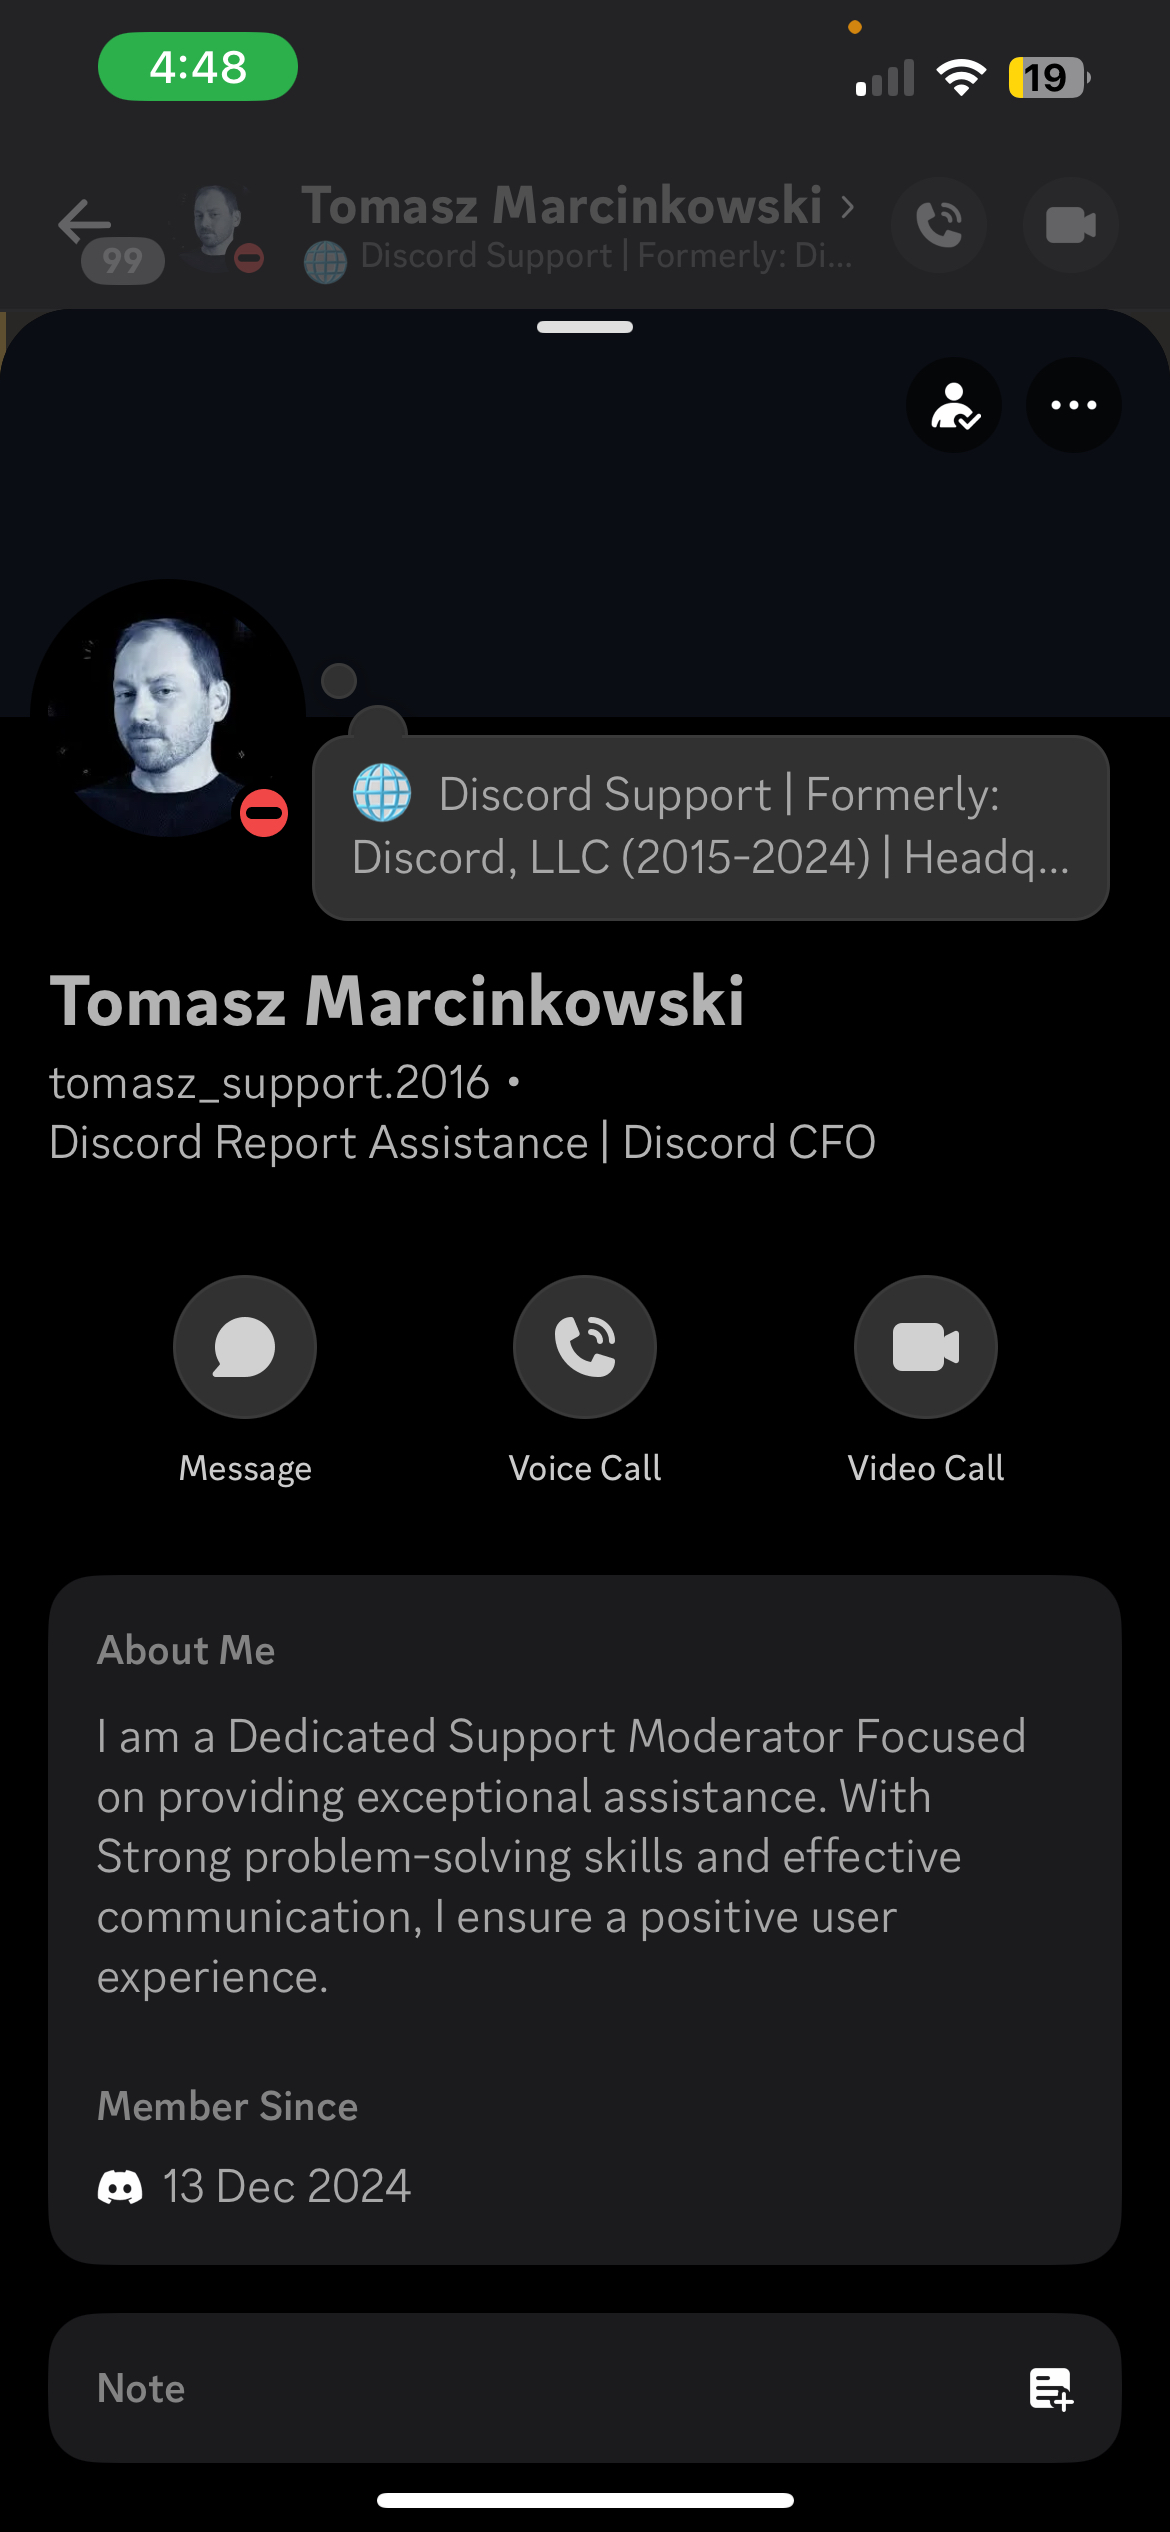 4:48
19
99
Tomasz Marcinkowski
Discord Support | Formerly: Di...
Discord Support | Formerly:
Discord, LLC (2015-2024) | Headq...
Tomasz Marcinkowski
tomasz_support.2016 •
Discord Report Assistance | Discord CFO
Message
Voice Call
Video Call
About Me
I am a Dedicated Support Moderator Focused
on providing exceptional assistance. With
Strong problem-solving skills and effective
communication, I ensure a positive user
experience.
Member Since
13 Dec 2024
Note